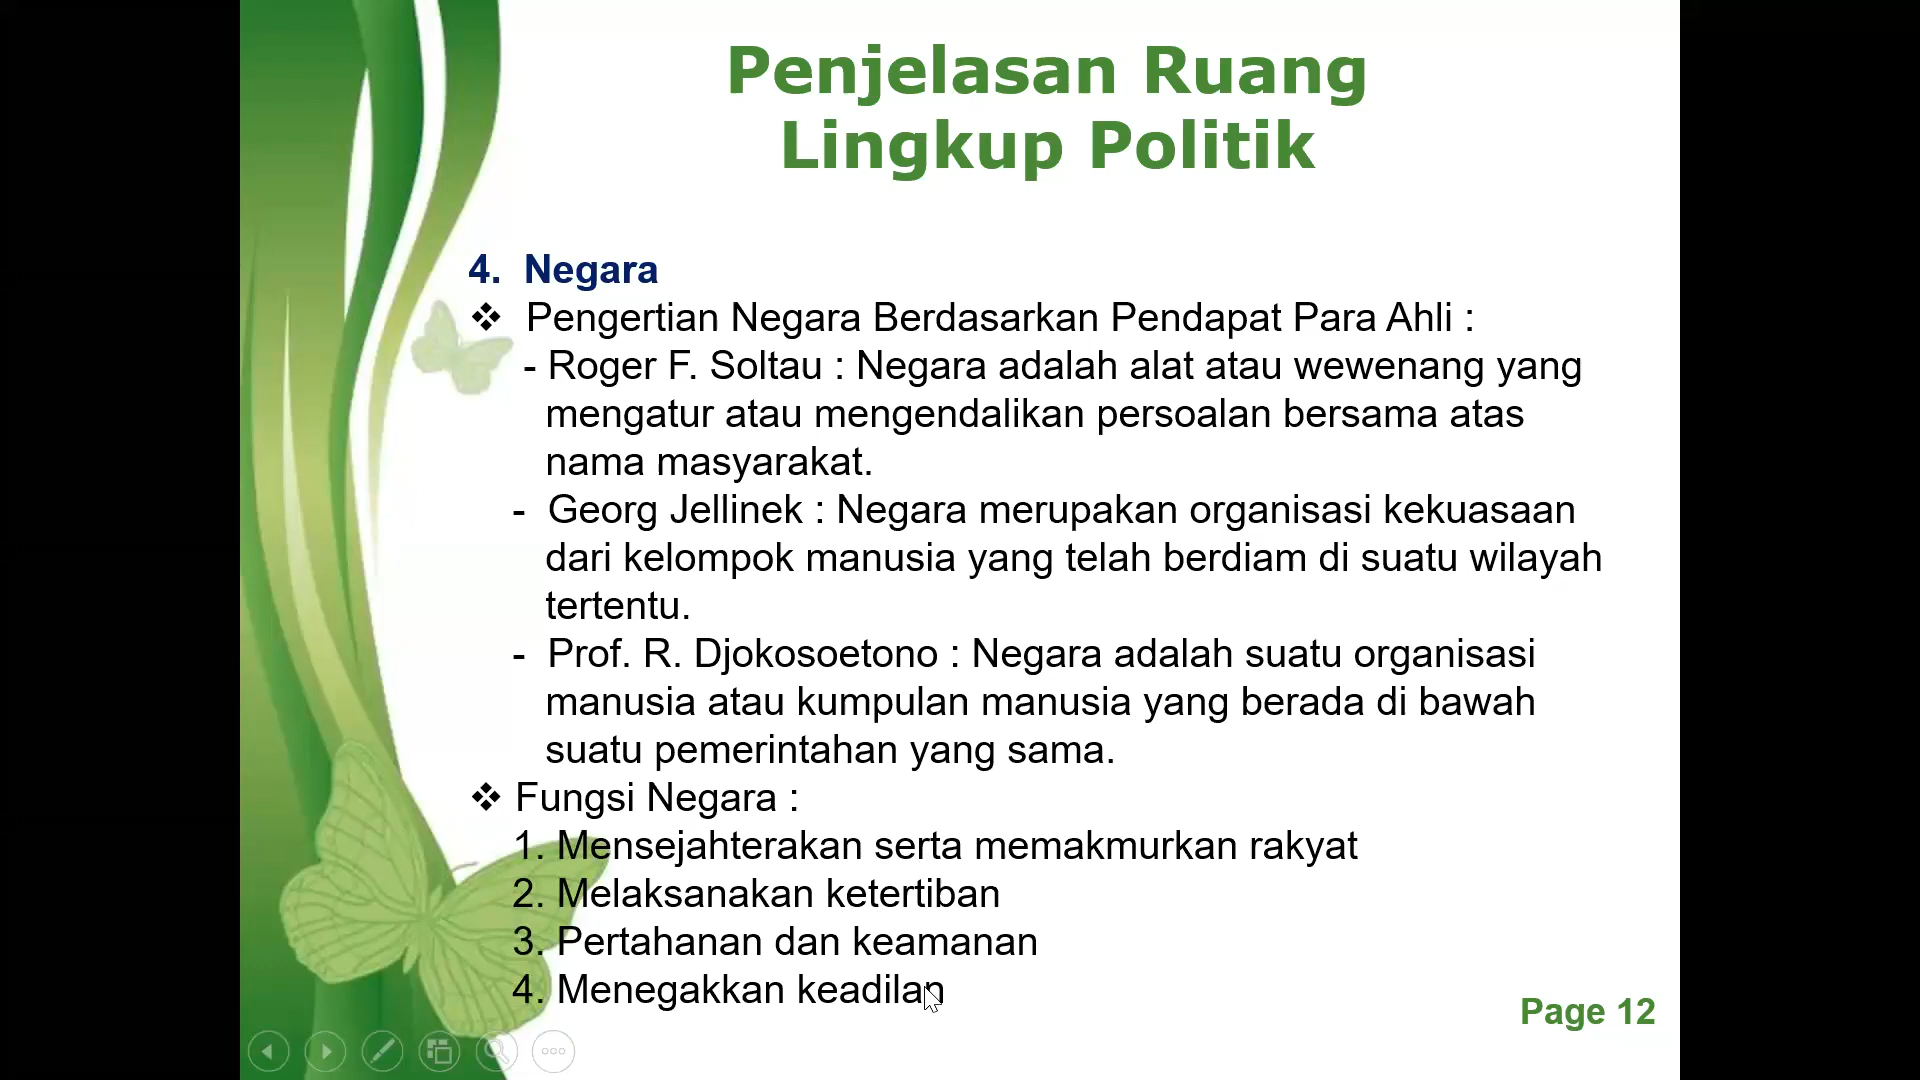 Penjelasan Ruang
Lingkup Politik
4. Negara
❖ Pengertian Negara Berdasarkan Pendapat Para Ahli :
- Roger F. Soltau : Negara adalah alat atau wewenang yang
mengatur atau mengendalikan persoalan bersama atas
nama masyarakat.
- Georg Jellinek : Negara merupakan organisasi kekuasaan
dari kelompok manusia yang telah berdiam di suatu wilayah
tertentu.
- Prof. R. Djokosoetono : Negara adalah suatu organisasi
manusia atau kumpulan manusia yang berada di bawah
suatu pemerintahan yang sama.
❖ Fungsi Negara :
1. Mensejahterakan serta memakmurkan rakyat
2. Melaksanakan ketertiban
3. Pertahanan dan keamanan
4. Menegakkan keadilan
Page 12